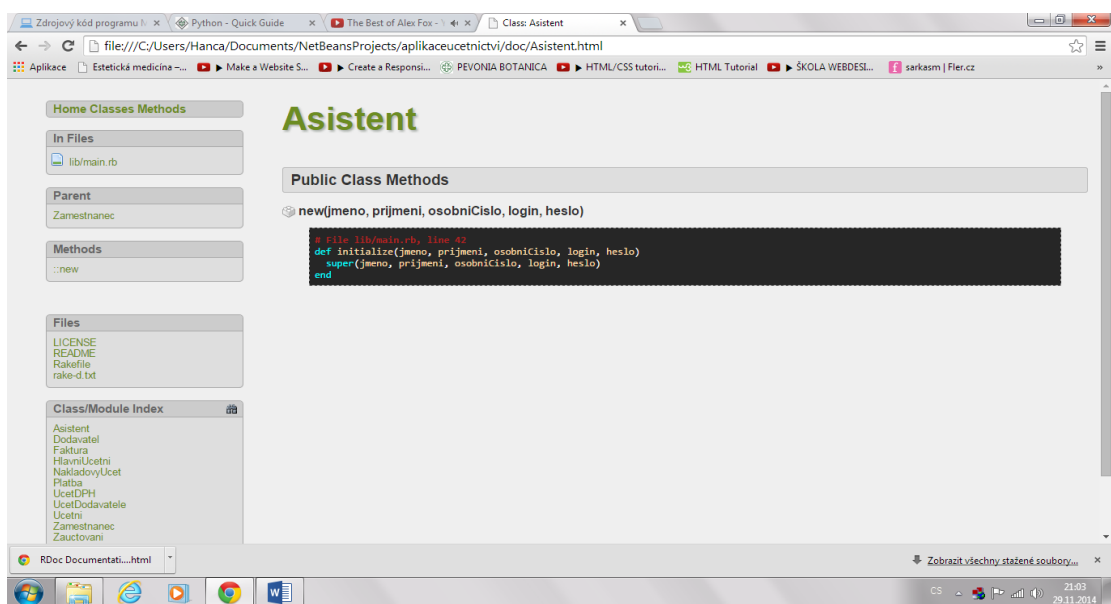 Zdrojový kód programu
Python - Quick Guide
The Best of Alex Fox -
Class: Asistent
file:///C:/Users/Hanca/Documents/NetBeansProjects/aplikaceucetnictvi/doc/Asistent.html
Aplikace
Estetická medicína –...
▶ Make a Website S...
▶ Create a Responsi...
PEVONIA BOTANICA
▶ HTML/CSS tutori...
HTML Tutorial
▶ ŠKOLA WEBDESI...
sarkasm | Fler.cz
»
Home Classes Methods
In Files
lib/main.rb
Parent
Zamestnanec
Methods
::new
Files
LICENSE
README
Rakefile
rake-d.txt
Class/Module Index
Asistent
Dodavatel
Faktura
HlavniUcetni
NakladovyUcet
Platba
UcetDPH
UcetDodavatele
Ucetni
Zamestnanec
Zauctovani
Asistent
Public Class Methods
new(jmeno, prijmeni, osobniCislo, login, heslo)
# File lib/main.rb, line 42
def initialize(jmeno, prijmeni, osobniCislo, login, heslo)
super(jmeno, prijmeni, osobniCislo, login, heslo)
end
RDoc Documentati....html
Zobrazit všechny stažené soubory...
CS
21:03
29.11.2014